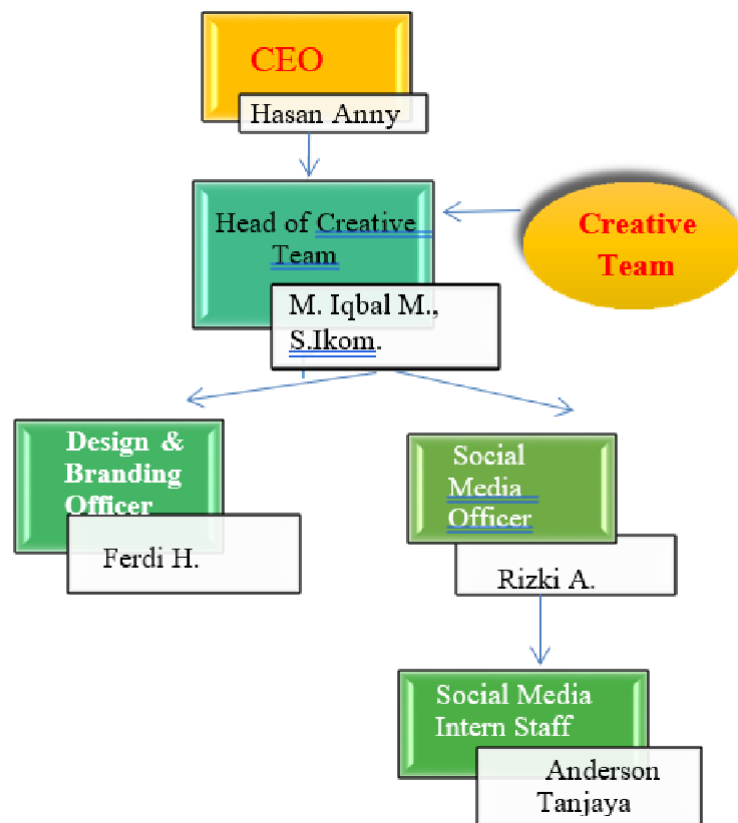 CEO
Hasan Anny
Head of Creative
Team
M. Iqbal M.,
S.Ikom.
Creative
Team
Design &
Branding
Officer
Ferdi H.
Social
Media
Officer
Rizki A.
Social Media
Intern Staff
Anderson
Tanjaya